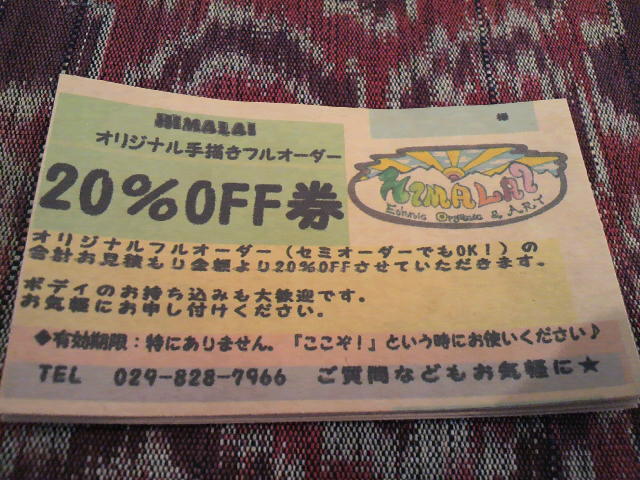 様
HIMALAI
オリジナル手描きフルオーダー
20%OFF券
HIMALAI
Ethnic Organic & A.R.T
オリジナルフルオーダー（セミオーダーでもOK！）の
合計お見積もり金額より20%OFFさせていただきます。
ボディのお持ち込みも大歓迎です。
お気軽にお申し付けください。
◆有効期限：特にありません。『ここぞ！』という時にお使いください♪
TEL 029-828-7966 ご質問などもお気軽に★